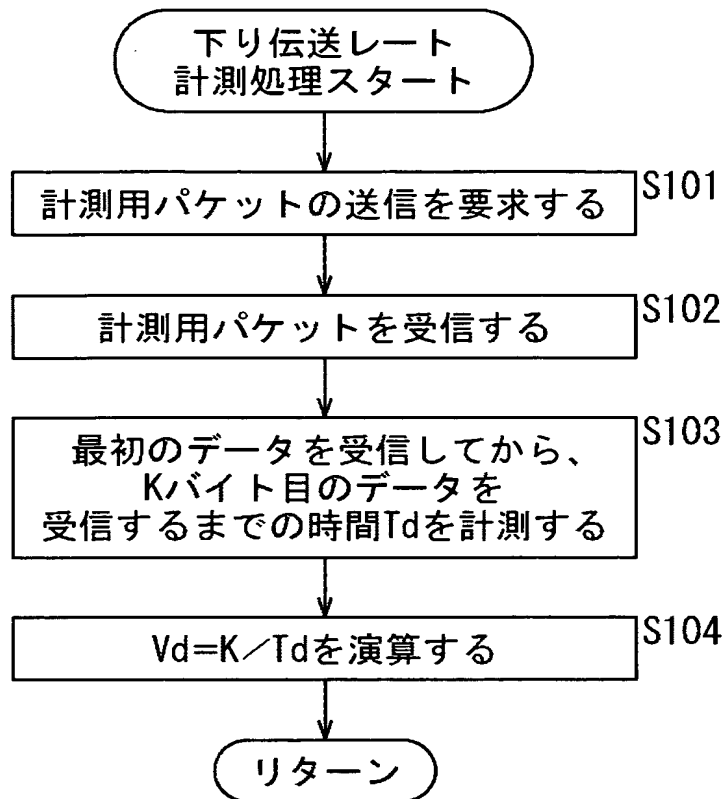 下り伝送レート
計測処理スタート
計測用パケットの送信を要求する
S101
計測用パケットを受信する
S102
最初のデータを受信してから、
Kバイト目のデータを
受信するまでの時間Tdを計測する
S103
Vd=K／Tdを演算する
S104
リターン